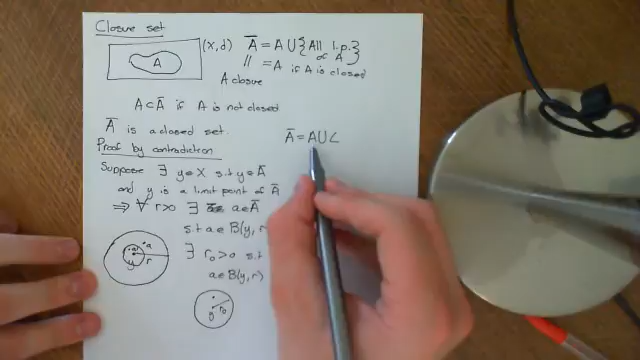 Closure set
(X,d) Ā = A ∪ {All l.p. of A}
A
// = A if A is closed
A closure
A ⊂ Ā if A is not closed
Ā is a closed set.
Ā = A ∪ L
Proof by contradiction
Suppose ∃ y ∈ X s.t y ∉ Ā
and y is a limit point of Ā
⇒ ∀ r>0 ∃ a ∈ Ā
s.t a ∈ B(y, r
∃ r₀ > 0 s.t
a ∈ B(y, r)
a
y r
y r₀